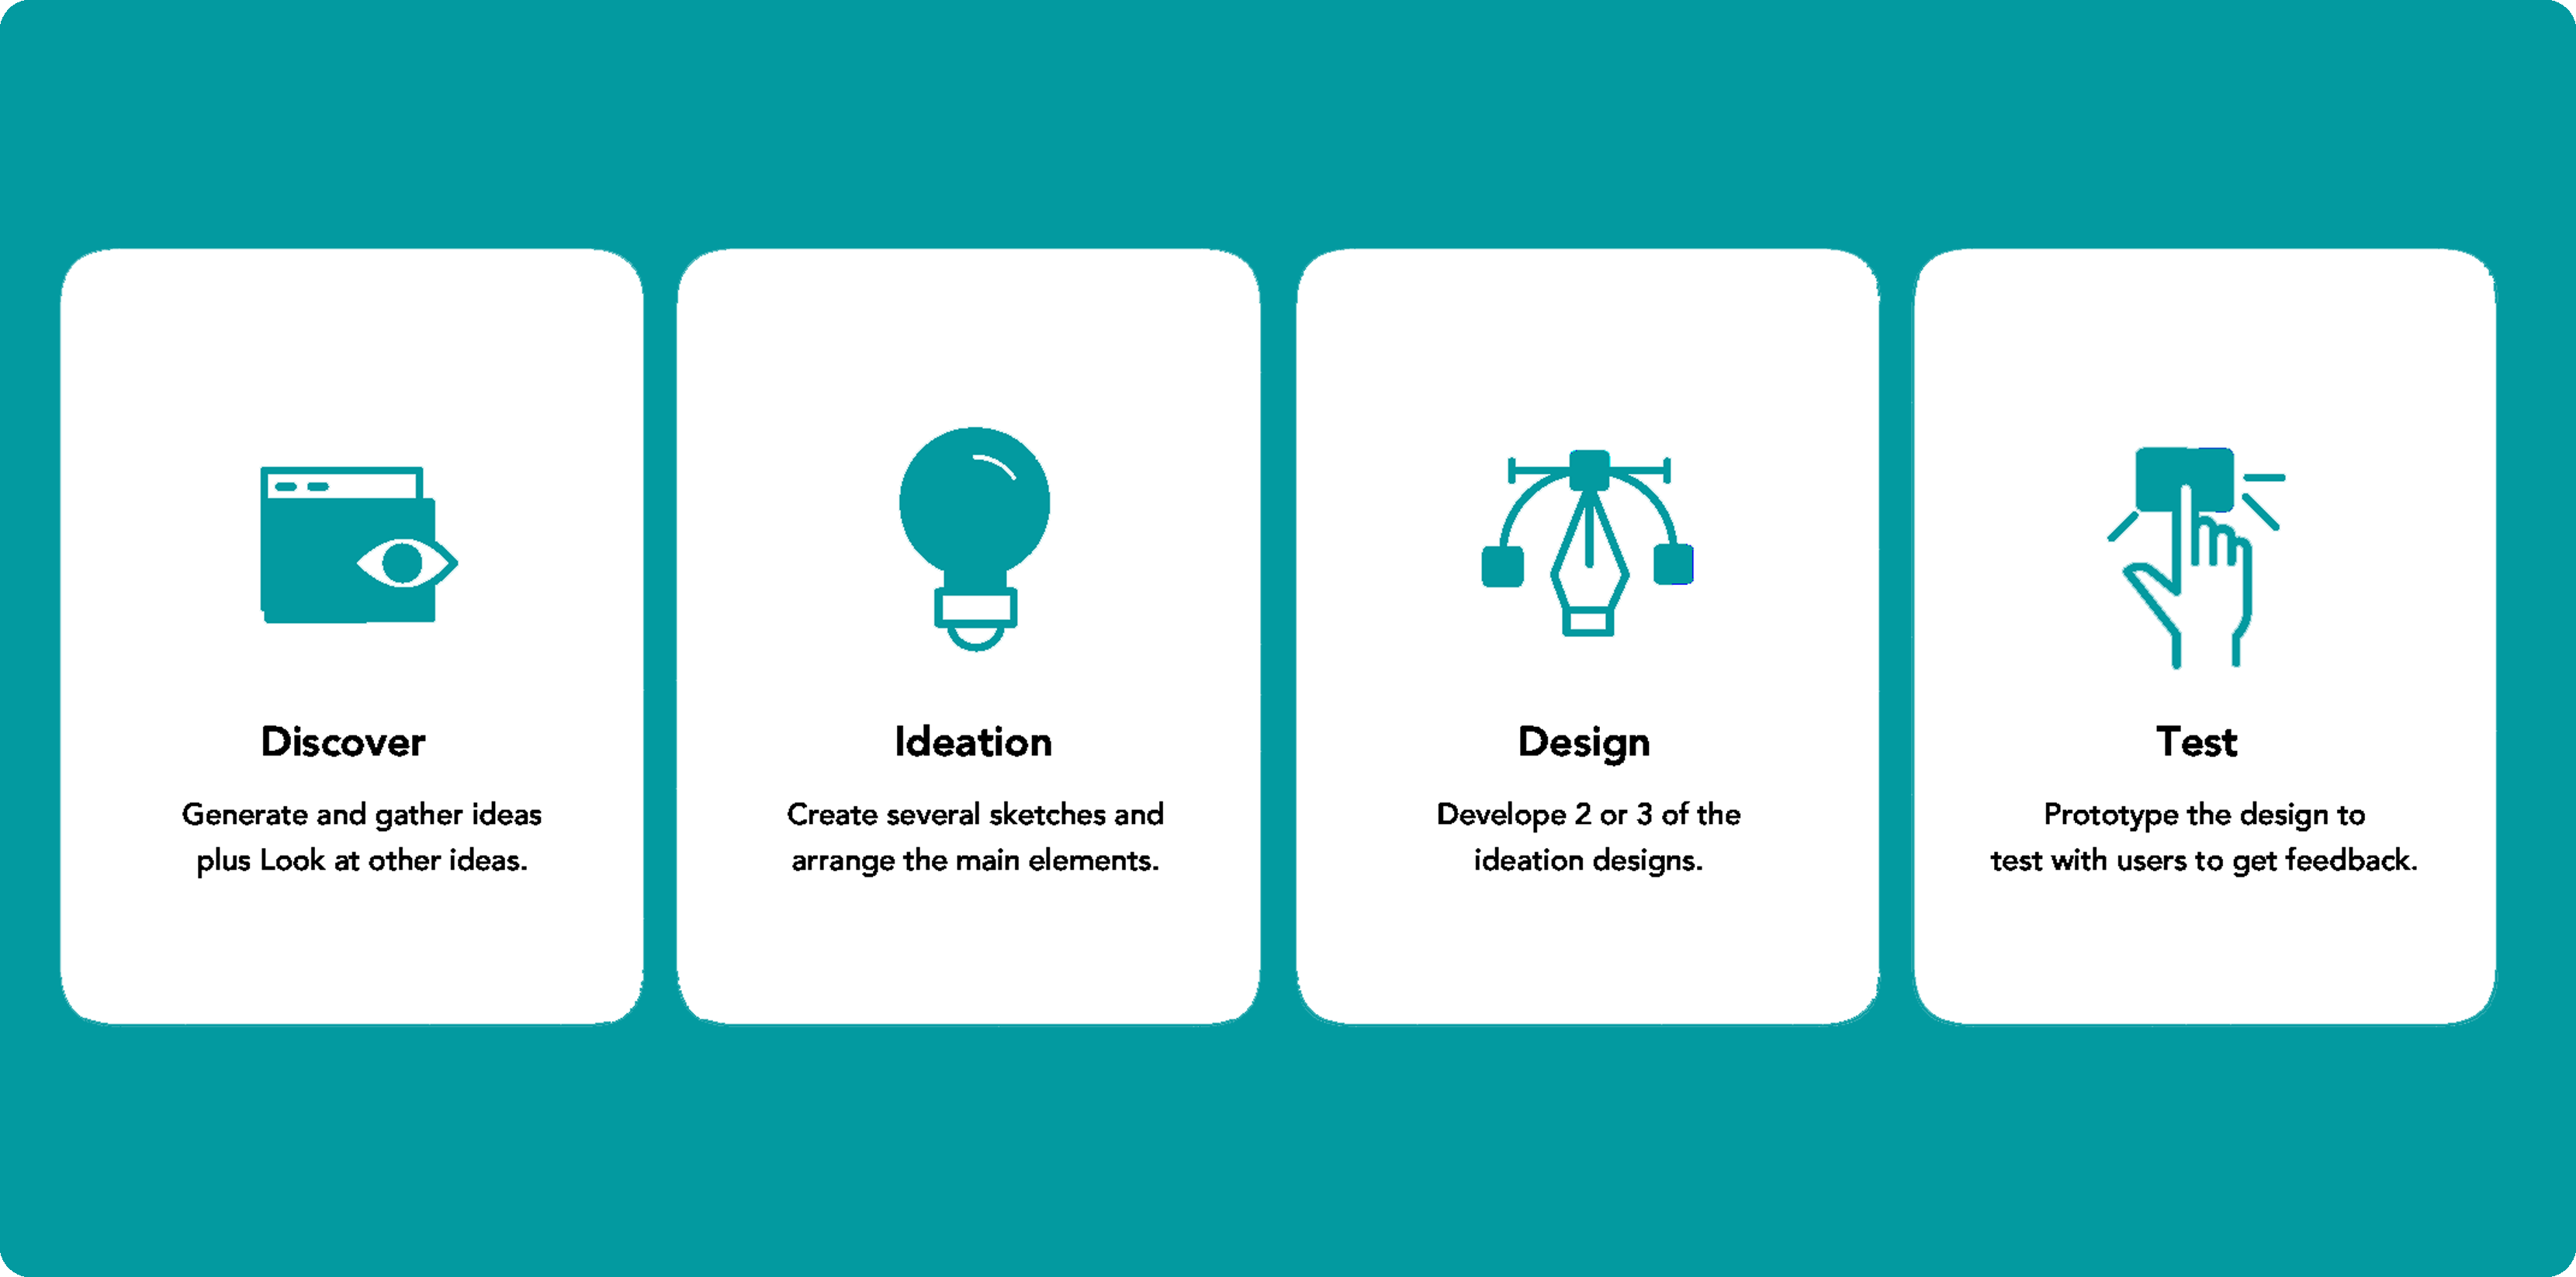 Discover
Generate and gather ideas
plus Look at other ideas.
Ideation
Create several sketches and
arrange the main elements.
Design
Develope 2 or 3 of the
ideation designs.
Test
Prototype the design to
test with users to get feedback.